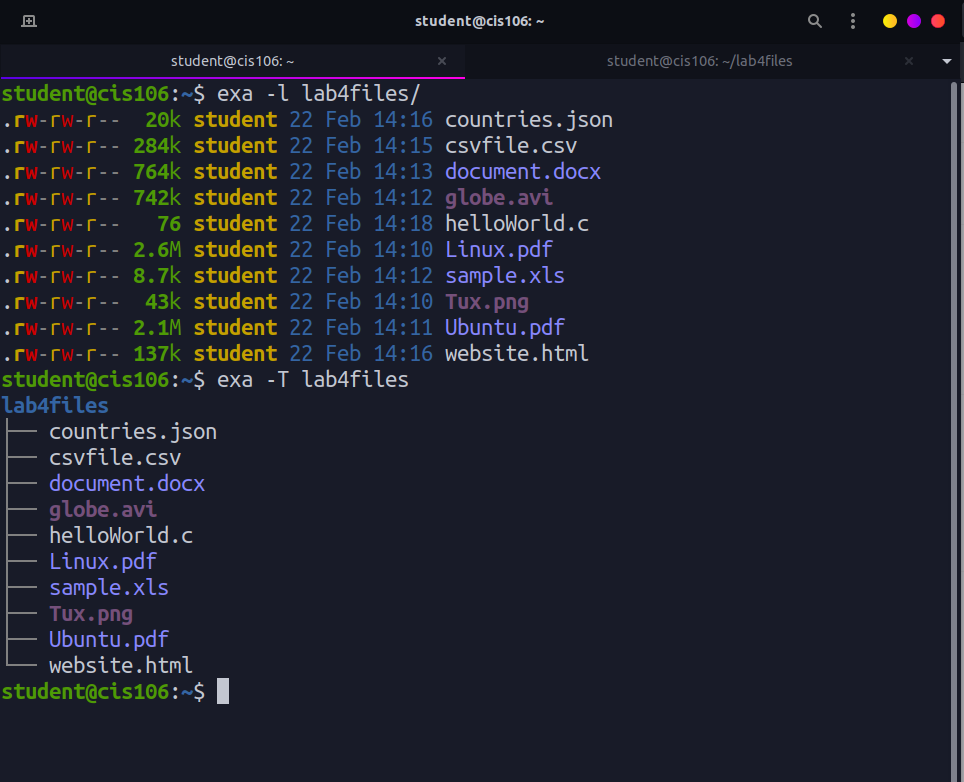 student@cis106: ~
student@cis106: ~ × student@cis106: ~/lab4files ×
student@cis106:~$ exa -l lab4files/
.rw-rw-r-- 20k student 22 Feb 14:16 countries.json
.rw-rw-r-- 284k student 22 Feb 14:15 csvfile.csv
.rw-rw-r-- 764k student 22 Feb 14:13 document.docx
.rw-rw-r-- 742k student 22 Feb 14:12 globe.avi
.rw-rw-r-- 76 student 22 Feb 14:18 helloWorld.c
.rw-rw-r-- 2.6M student 22 Feb 14:10 Linux.pdf
.rw-rw-r-- 8.7k student 22 Feb 14:12 sample.xls
.rw-rw-r-- 43k student 22 Feb 14:10 Tux.png
.rw-rw-r-- 2.1M student 22 Feb 14:11 Ubuntu.pdf
.rw-rw-r-- 137k student 22 Feb 14:16 website.html
student@cis106:~$ exa -T lab4files
lab4files
├── countries.json
├── csvfile.csv
├── document.docx
├── globe.avi
├── helloWorld.c
├── Linux.pdf
├── sample.xls
├── Tux.png
├── Ubuntu.pdf
└── website.html
student@cis106:~$